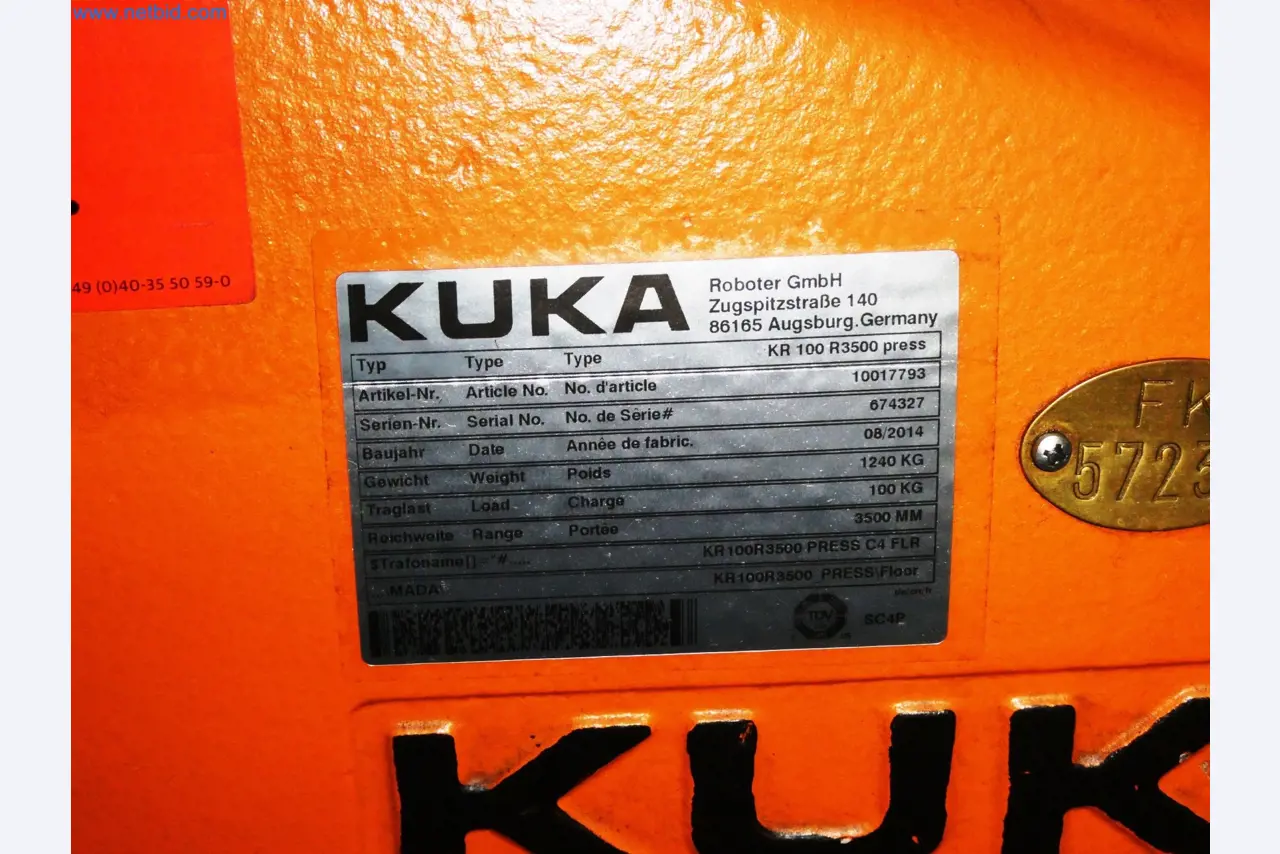 www.netbid.com
49 (0)40-35 50 59-0
KUKA
Roboter GmbH
Zugspitzstraße 140
86165 Augsburg.Germany
Typ Type Type KR 100 R3500 press
Artikel-Nr. Article No. No. d'article 10017793
Serien-Nr. Serial No. No. de Série# 674327
Baujahr Date Année de fabric. 08/2014
Gewicht Weight Poids 1240 KG
Traglast Load Charge 100 KG
Reichweite Range Portée 3500 MM
$Trafoname[]="#..... KR100R3500 PRESS C4 FLR
...MADA\ KR100R3500 PRESS\Floor
TÜV
SC4P
FK
5723
KUK